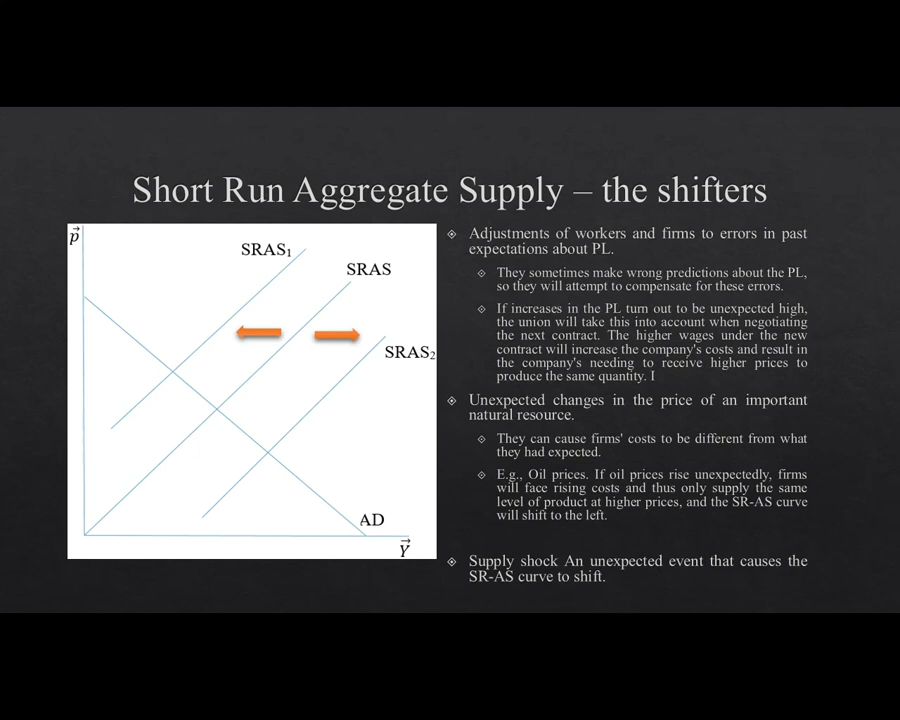 Short Run Aggregate Supply – the shifters
p⃗
SRAS₁
SRAS
SRAS₂
AD
Y⃗
Adjustments of workers and firms to errors in past
expectations about PL.
They sometimes make wrong predictions about the PL,
so they will attempt to compensate for these errors.
If increases in the PL turn out to be unexpected high,
the union will take this into account when negotiating
the next contract. The higher wages under the new
contract will increase the company's costs and result in
the company's needing to receive higher prices to
produce the same quantity. I
Unexpected changes in the price of an important
natural resource.
They can cause firms' costs to be different from what
they had expected.
E.g., Oil prices. If oil prices rise unexpectedly, firms
will face rising costs and thus only supply the same
level of product at higher prices, and the SR-AS curve
will shift to the left.
Supply shock An unexpected event that causes the
SR-AS curve to shift.